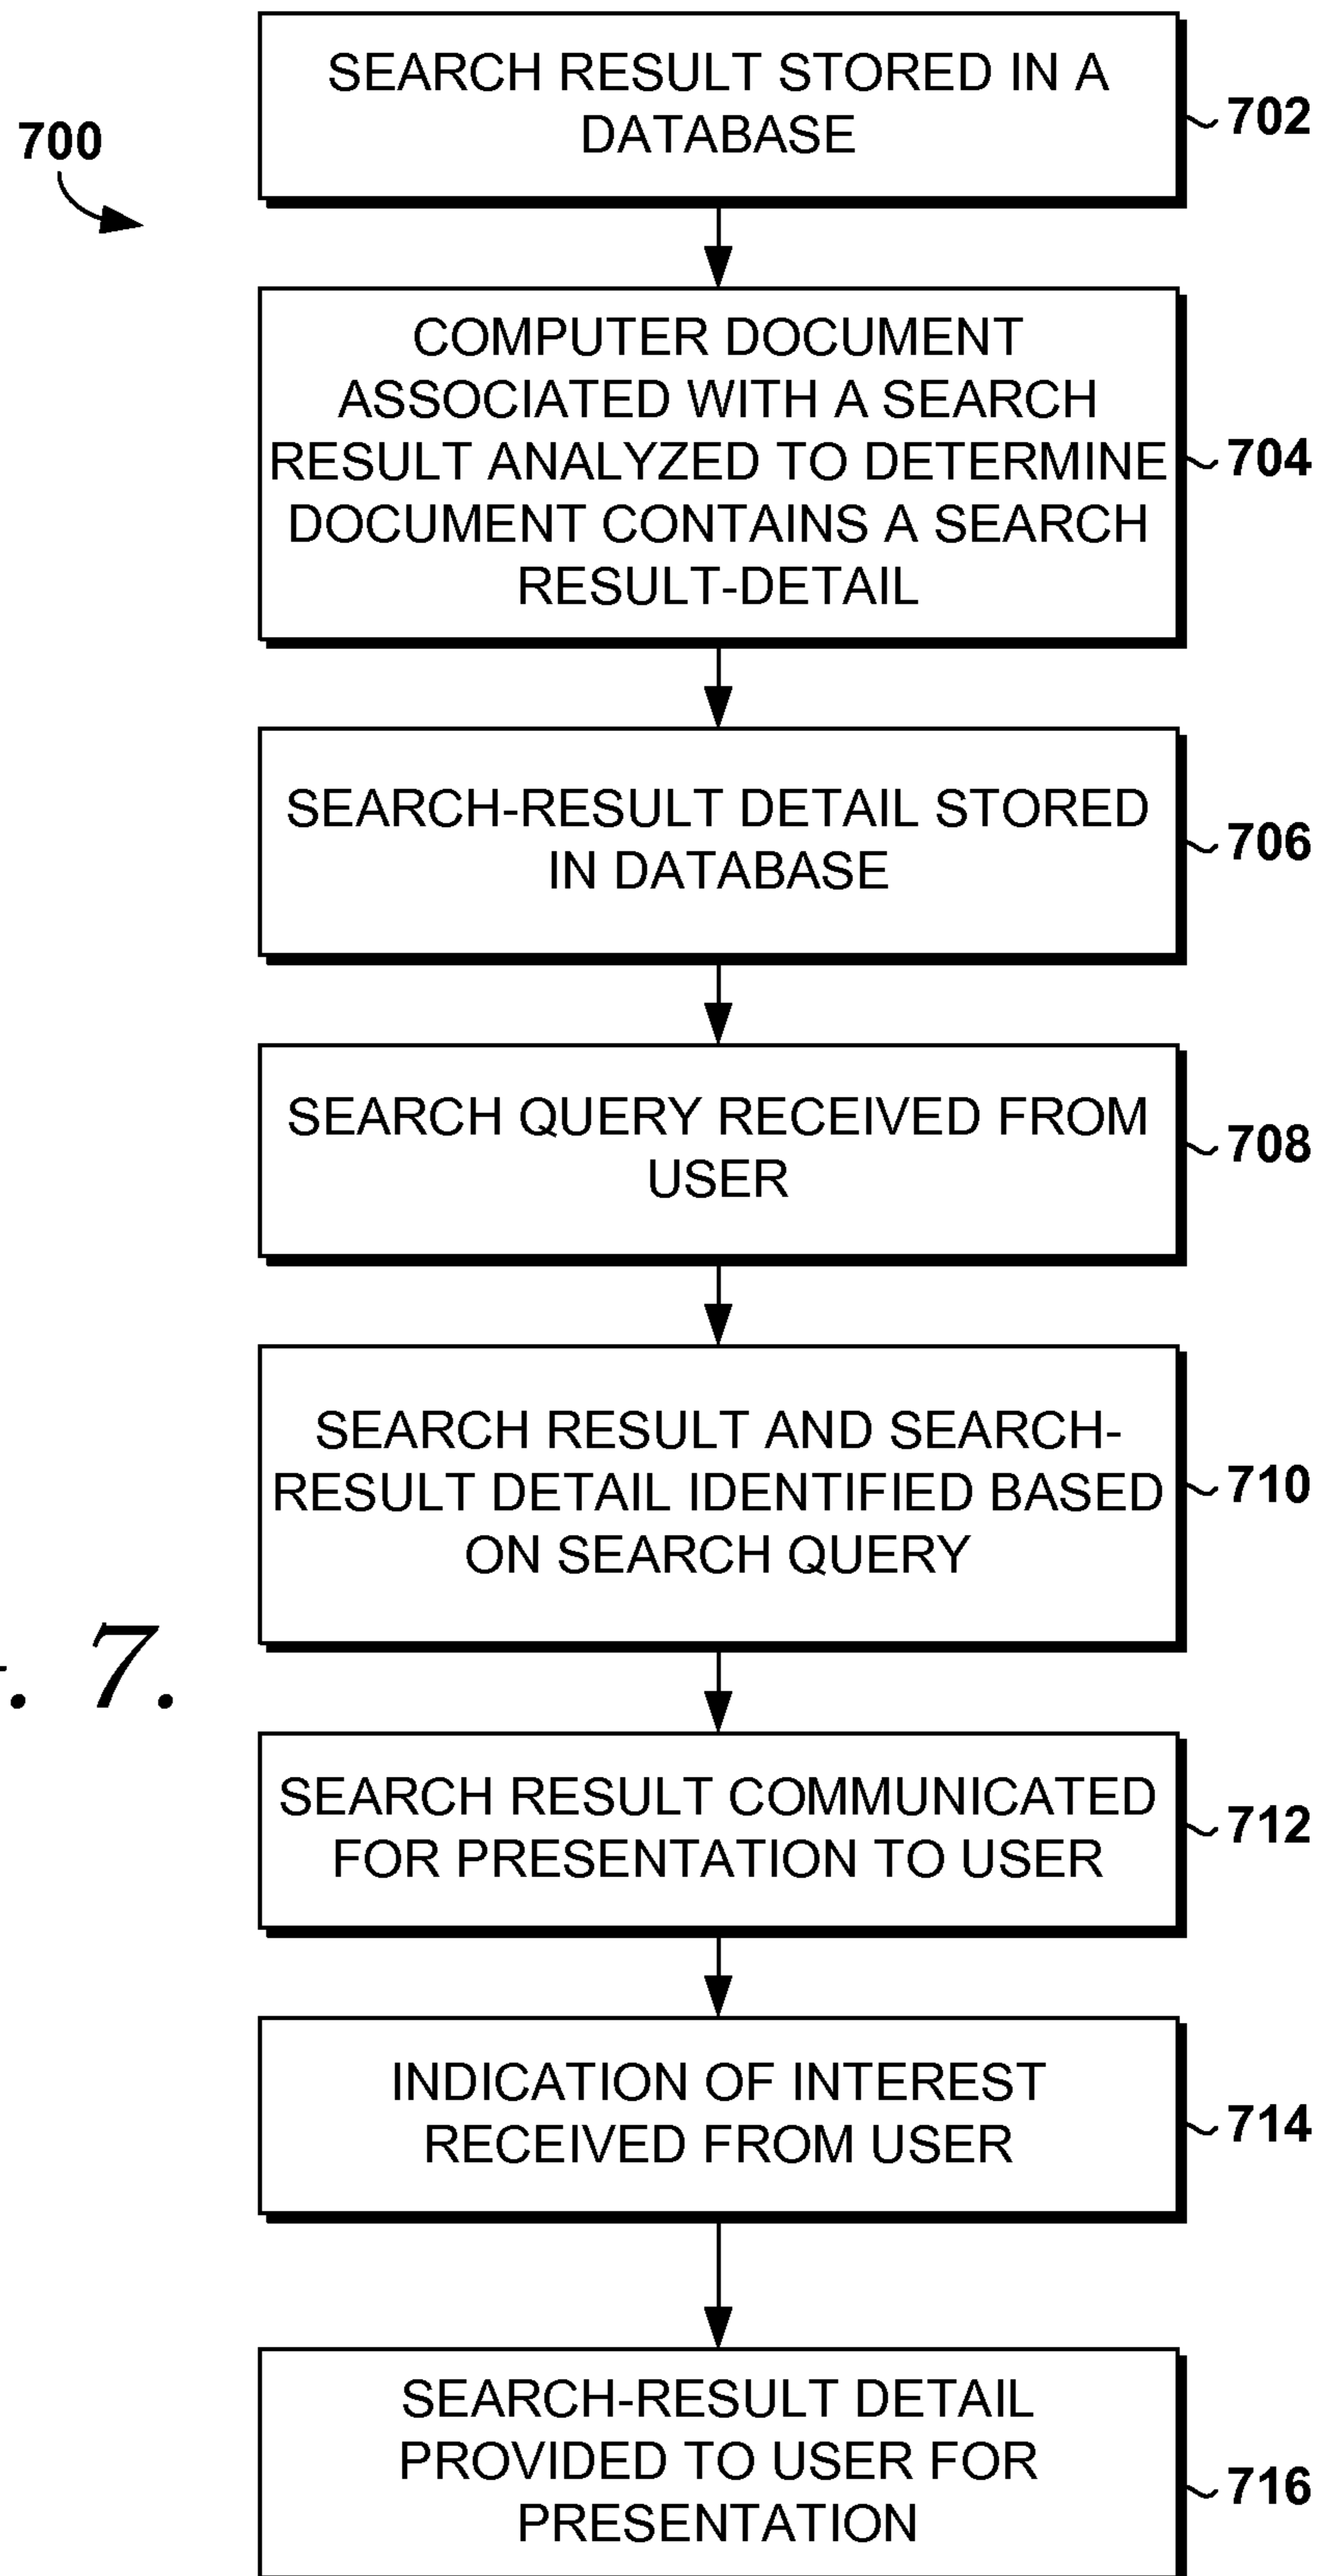 SEARCH RESULT STORED IN A
DATABASE
702
700
COMPUTER DOCUMENT
ASSOCIATED WITH A SEARCH
RESULT ANALYZED TO DETERMINE
DOCUMENT CONTAINS A SEARCH
RESULT-DETAIL
704
SEARCH-RESULT DETAIL STORED
IN DATABASE
706
SEARCH QUERY RECEIVED FROM
USER
708
SEARCH RESULT AND SEARCH-
RESULT DETAIL IDENTIFIED BASED
ON SEARCH QUERY
710
7.
SEARCH RESULT COMMUNICATED
FOR PRESENTATION TO USER
712
INDICATION OF INTEREST
RECEIVED FROM USER
714
SEARCH-RESULT DETAIL
PROVIDED TO USER FOR
PRESENTATION
716